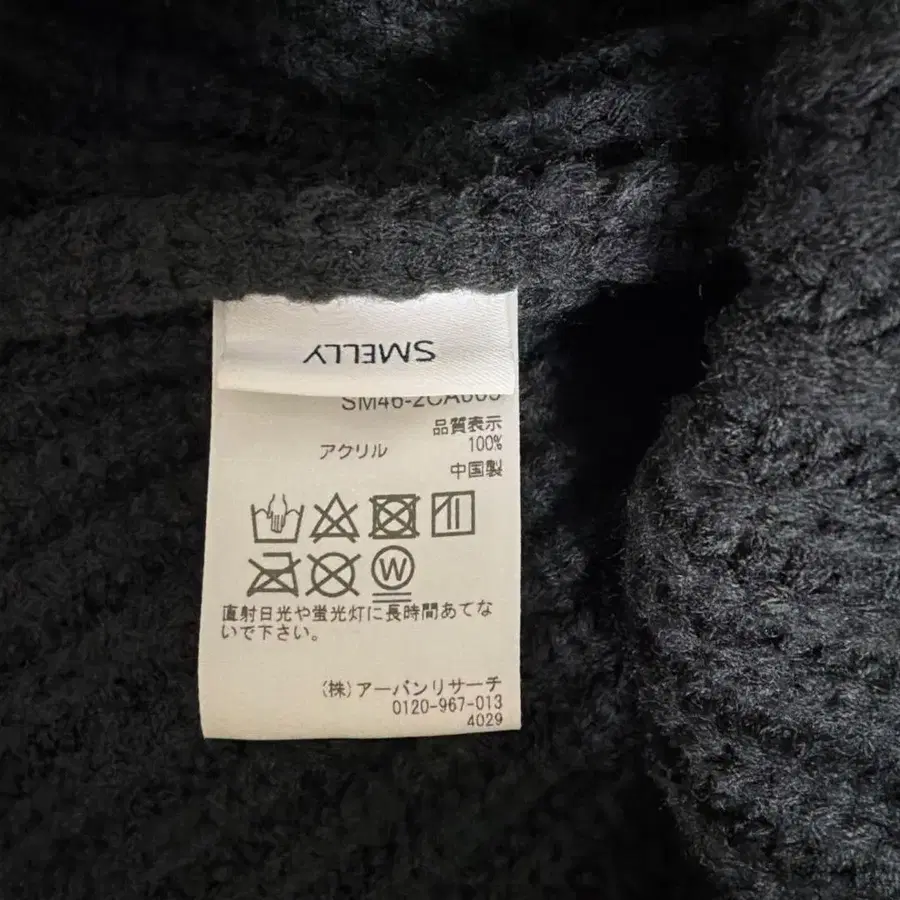 SMELLY
品質表示
アクリル 100%
中国製
W
直射日光や蛍光灯に長時間あてな
いで下さい。
(株)アーバンリサーチ
0120-967-013
4029